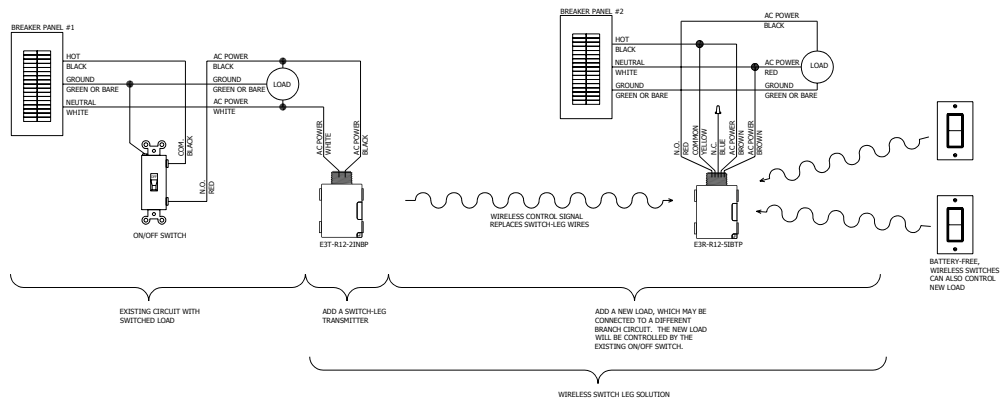 BREAKER PANEL #1
HOT
BLACK
GROUND
GREEN OR BARE
NEUTRAL
WHITE
AC POWER
BLACK
GROUND
GREEN OR BARE
AC POWER
WHITE
LOAD
COM.
BLACK
N.O.
RED
AC POWER
WHITE
AC POWER
BLACK
ON/OFF SWITCH
E3T-R12-2INBP
WIRELESS CONTROL SIGNAL
REPLACES SWITCH-LEG WIRES
BREAKER PANEL #2
HOT
BLACK
NEUTRAL
WHITE
GROUND
GREEN OR BARE
AC POWER
BLACK
AC POWER
RED
GROUND
GREEN OR BARE
LOAD
N.O.
RED
COMMON
YELLOW
N.C.
BLUE
AC POWER
BROWN
AC POWER
BROWN
E3R-R12-5IBTP
BATTERY-FREE,
WIRELESS SWITCHES
CAN ALSO CONTROL
NEW LOAD
EXISTING CIRCUIT WITH
SWITCHED LOAD
ADD A SWITCH-LEG
TRANSMITTER
ADD A NEW LOAD, WHICH MAY BE
CONNECTED TO A DIFFERENT
BRANCH CIRCUIT. THE NEW LOAD
WILL BE CONTROLLED BY THE
EXISTING ON/OFF SWITCH.
WIRELESS SWITCH LEG SOLUTION